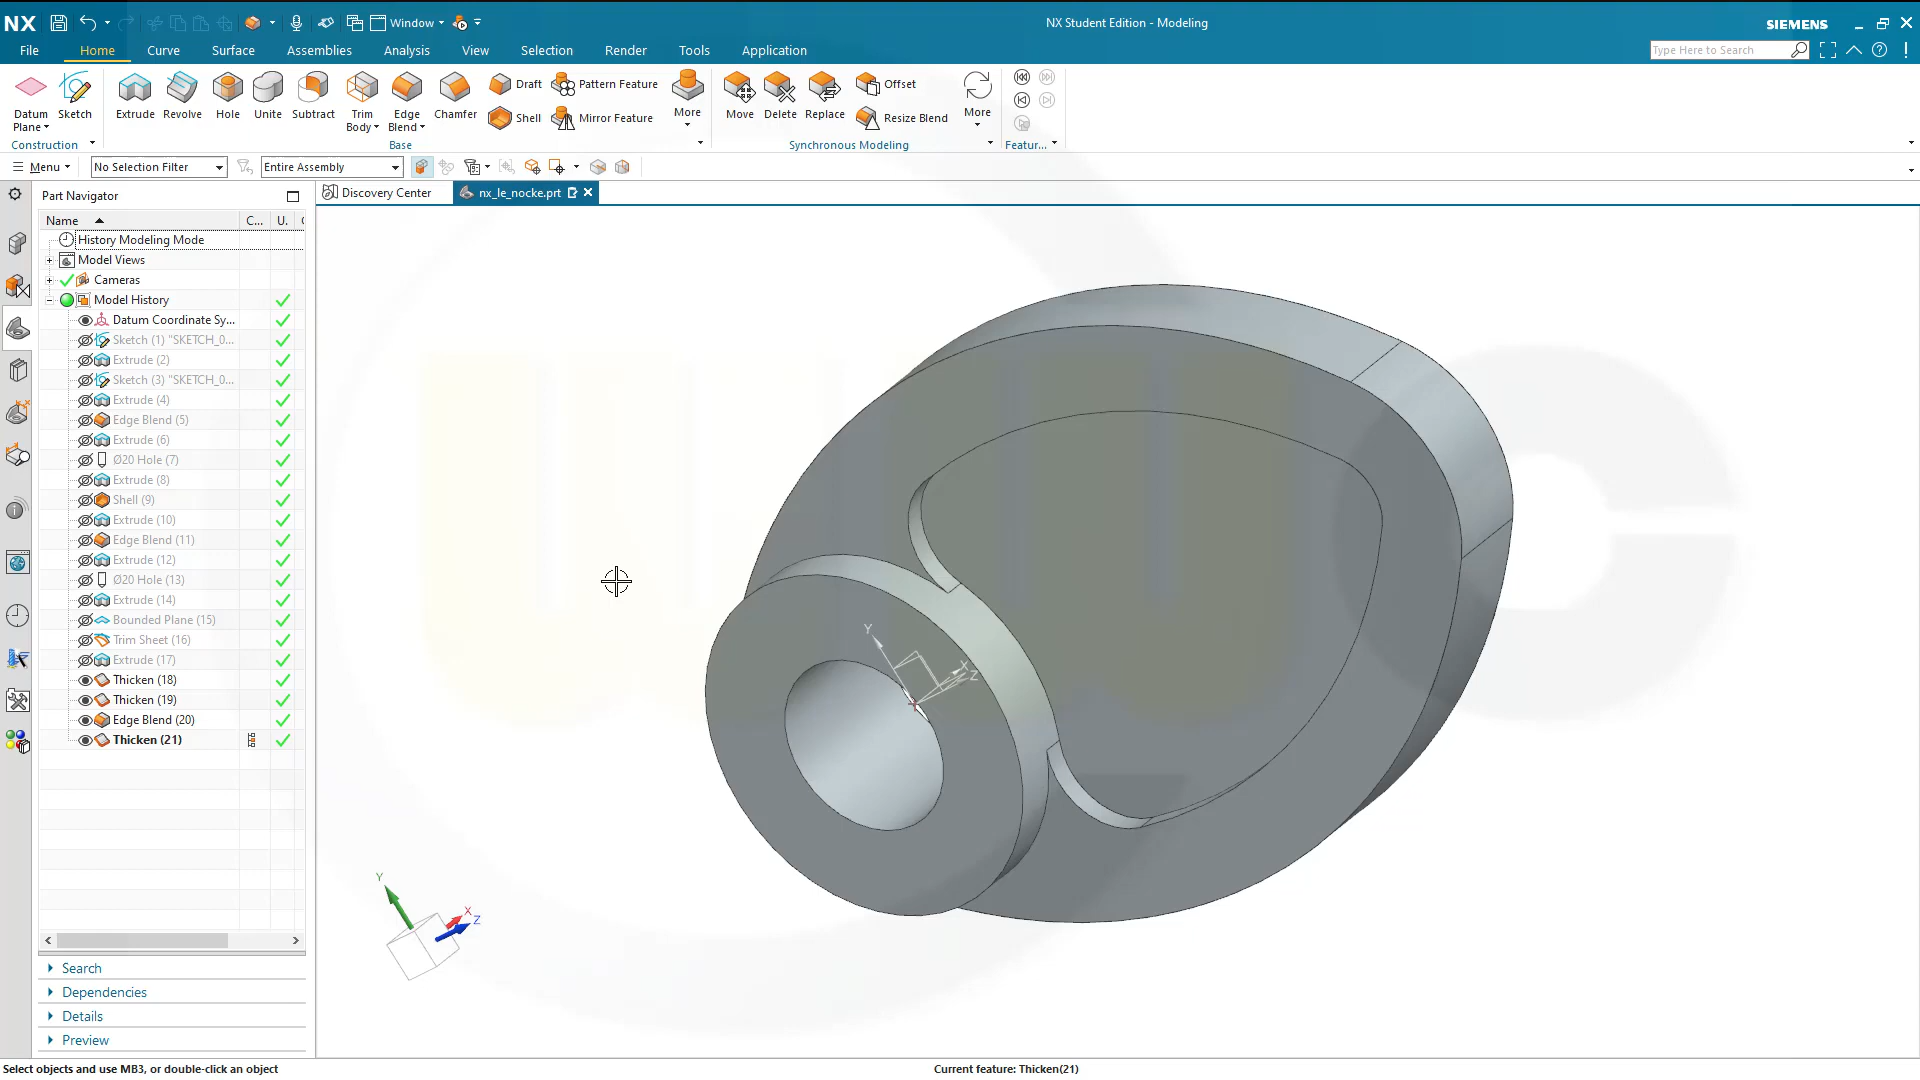 NX
Window
NX Student Edition - Modeling
SIEMENS
File
Home
Curve
Surface
Assemblies
Analysis
View
Selection
Render
Tools
Application
Type Here to Search
Datum
Plane
Sketch
Extrude
Revolve
Hole
Unite
Subtract
Trim
Body
Edge
Blend
Chamfer
Draft
Shell
Pattern Feature
Mirror Feature
More
Move
Delete
Replace
Offset
Resize Blend
More
Construction
Base
Synchronous Modeling
Featur...
Menu
No Selection Filter
Entire Assembly
Part Navigator
Discovery Center
nx_le_nocke.prt
Name
C...
U.
History Modeling Mode
Model Views
Cameras
Model History
Datum Coordinate Sy...
Sketch (1) "SKETCH_0...
Extrude (2)
Sketch (3) "SKETCH_0...
Extrude (4)
Edge Blend (5)
Extrude (6)
Ø20 Hole (7)
Extrude (8)
Shell (9)
Extrude (10)
Edge Blend (11)
Extrude (12)
Ø20 Hole (13)
Extrude (14)
Bounded Plane (15)
Trim Sheet (16)
Extrude (17)
Thicken (18)
Thicken (19)
Edge Blend (20)
Thicken (21)
Y
X
Z
Y
X
Z
Search
Dependencies
Details
Preview
Select objects and use MB3, or double-click an object
Current feature: Thicken(21)